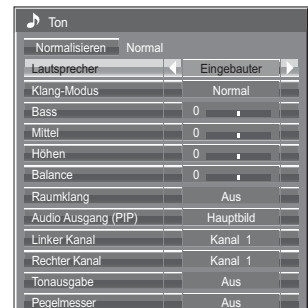 Ton
Normalisieren Normal
Lautsprecher Eingebauter
Klang-Modus Normal
Bass 0
Mittel 0
Höhen 0
Balance 0
Raumklang Aus
Audio Ausgang (PIP) Hauptbild
Linker Kanal Kanal 1
Rechter Kanal Kanal 1
Tonausgabe Aus
Pegelmesser Aus